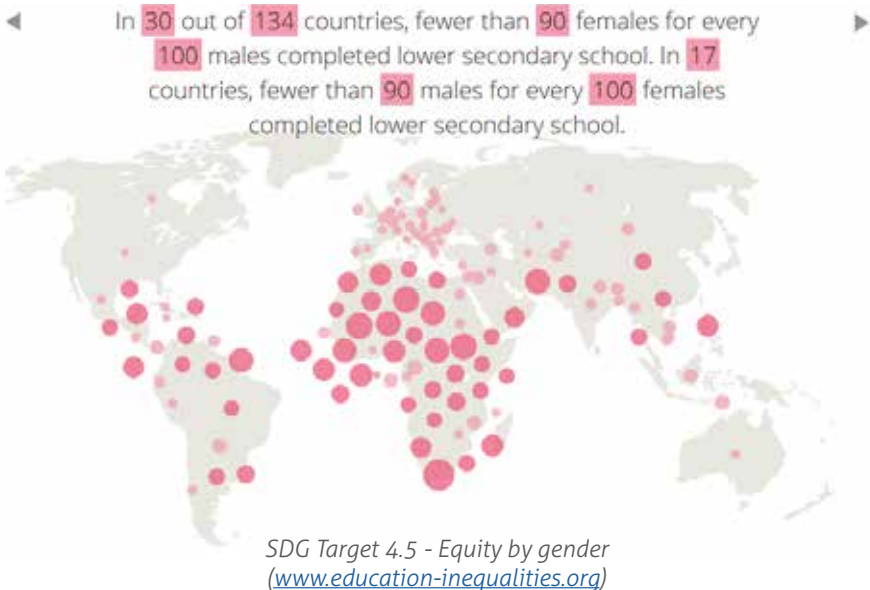 In 30 out of 134 countries, fewer than 90 females for every
100 males completed lower secondary school. In 17
countries, fewer than 90 males for every 100 females
completed lower secondary school.
SDG Target 4.5 - Equity by gender
(www.education-inequalities.org)